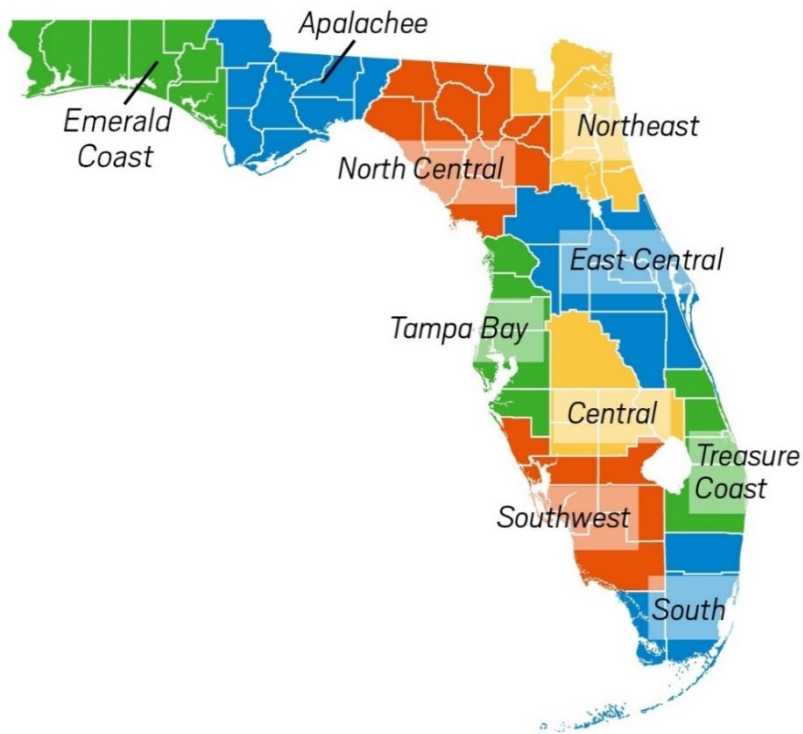 Apalachee
Emerald
Coast
Northeast
North Central
East Central
Tampa Bay
Central
Treasure
Coast
Southwest
South